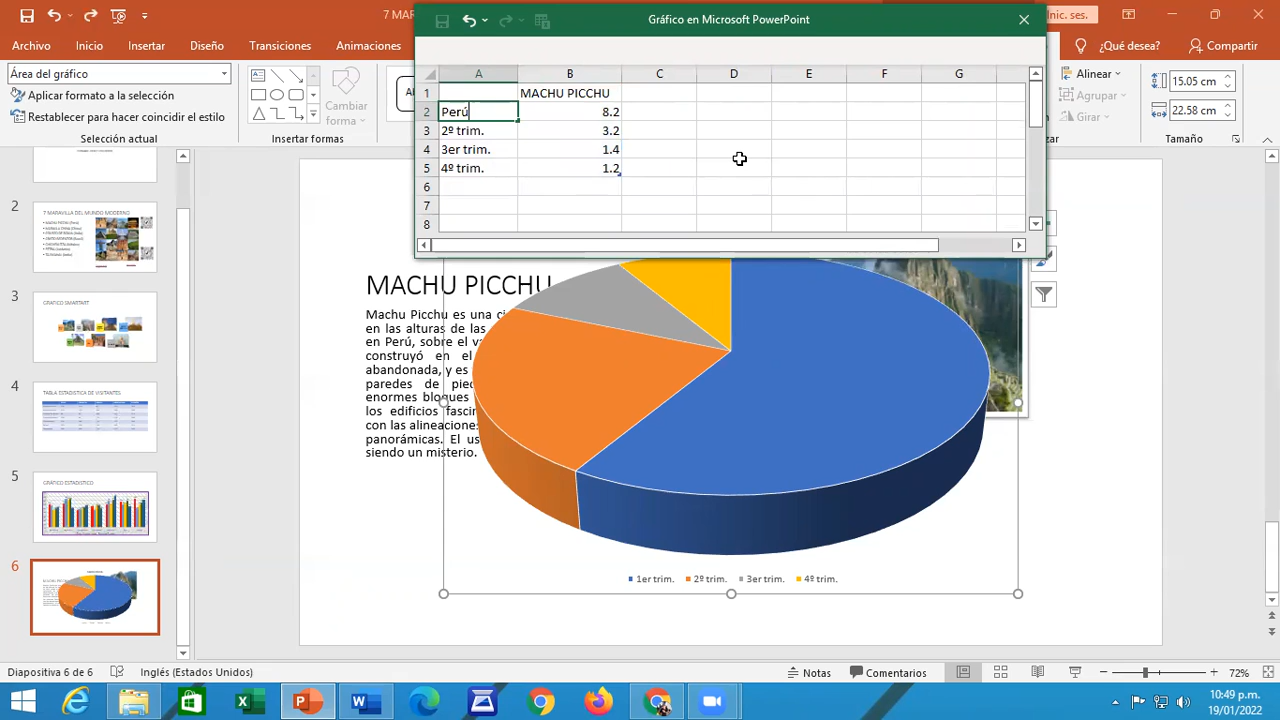 7 MAR
Gráfico en Microsoft PowerPoint
Inic. ses.
Archivo Inicio Insertar Diseño Transiciones Animaciones
¿Qué desea? Compartir
Área del gráfico
Aplicar formato a la selección
Restablecer para hacer coincidir el estilo
Selección actual
Cambiar
forma
Insertar formas
Alinear
Agrupar
Girar
15.05 cm
22.58 cm
Tamaño
A B C D E F G
1 MACHU PICCHU
2 Perú 8.2
3 2º trim. 3.2
4 3er trim. 1.4
5 4º trim. 1.2
6
7
8
2
7 MARAVILLA DEL MUNDO MODERNO
3
GRAFICO SMARTART
4
TABLA ESTADISTICA DE VISITANTES
5
GRÁFICO ESTADISTICO
6
MACHU PICCHU
Machu Picchu es una ci
en las alturas de las
en Perú, sobre el va
construyó en el
abandonada, y es
paredes de pied
enormes bloques
los edificios fascin
con las alineaciones
panorámicas. El us
siendo un misterio.
1er trim. 2º trim. 3er trim. 4º trim.
Diapositiva 6 de 6 Inglés (Estados Unidos) Notas Comentarios 72%
10:49 p. m.
19/01/2022